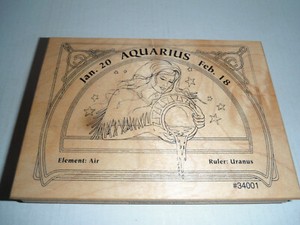 Jan. 20 AQUARIUS Feb. 18
Element: Air Ruler: Uranus
#34001